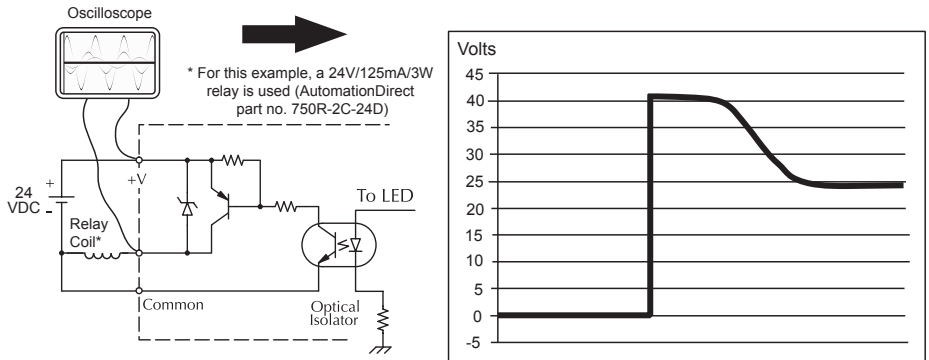 Oscilloscope
* For this example, a 24V/125mA/3W
relay is used (AutomationDirect
part no. 750R-2C-24D)
+V
24
VDC
+
-
Relay
Coil*
To LED
Common
Optical
Isolator
Volts
45
40
35
30
25
20
15
10
5
0
-5